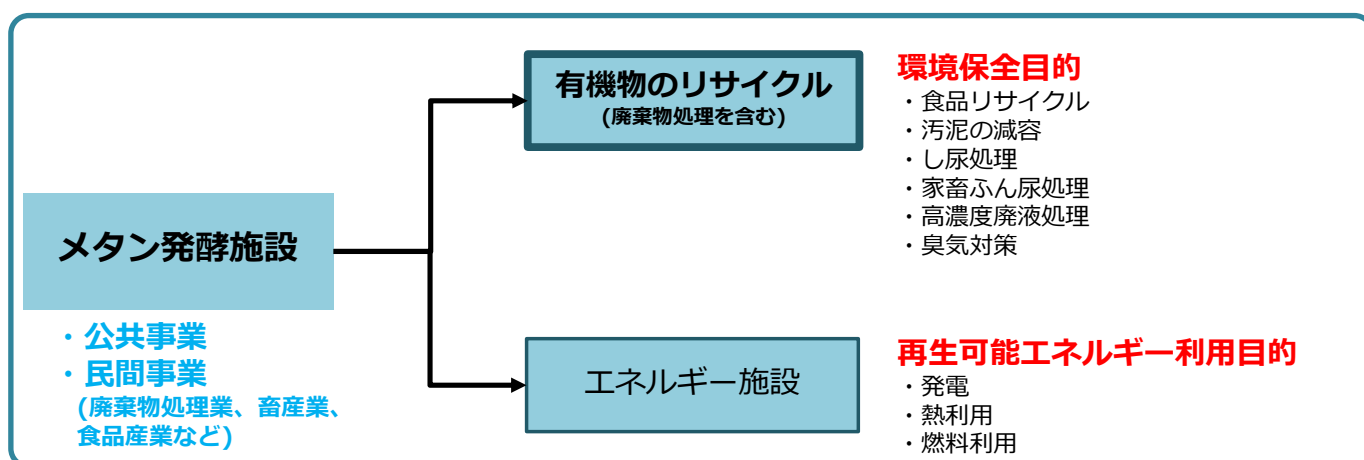 有機物のリサイクル
(廃棄物処理を含む)
環境保全目的
・食品リサイクル
・汚泥の減容
・し尿処理
・家畜ふん尿処理
・高濃度廃液処理
・臭気対策
メタン発酵施設
・公共事業
・民間事業
(廃棄物処理業、畜産業、
食品産業など)
エネルギー施設
再生可能エネルギー利用目的
・発電
・熱利用
・燃料利用